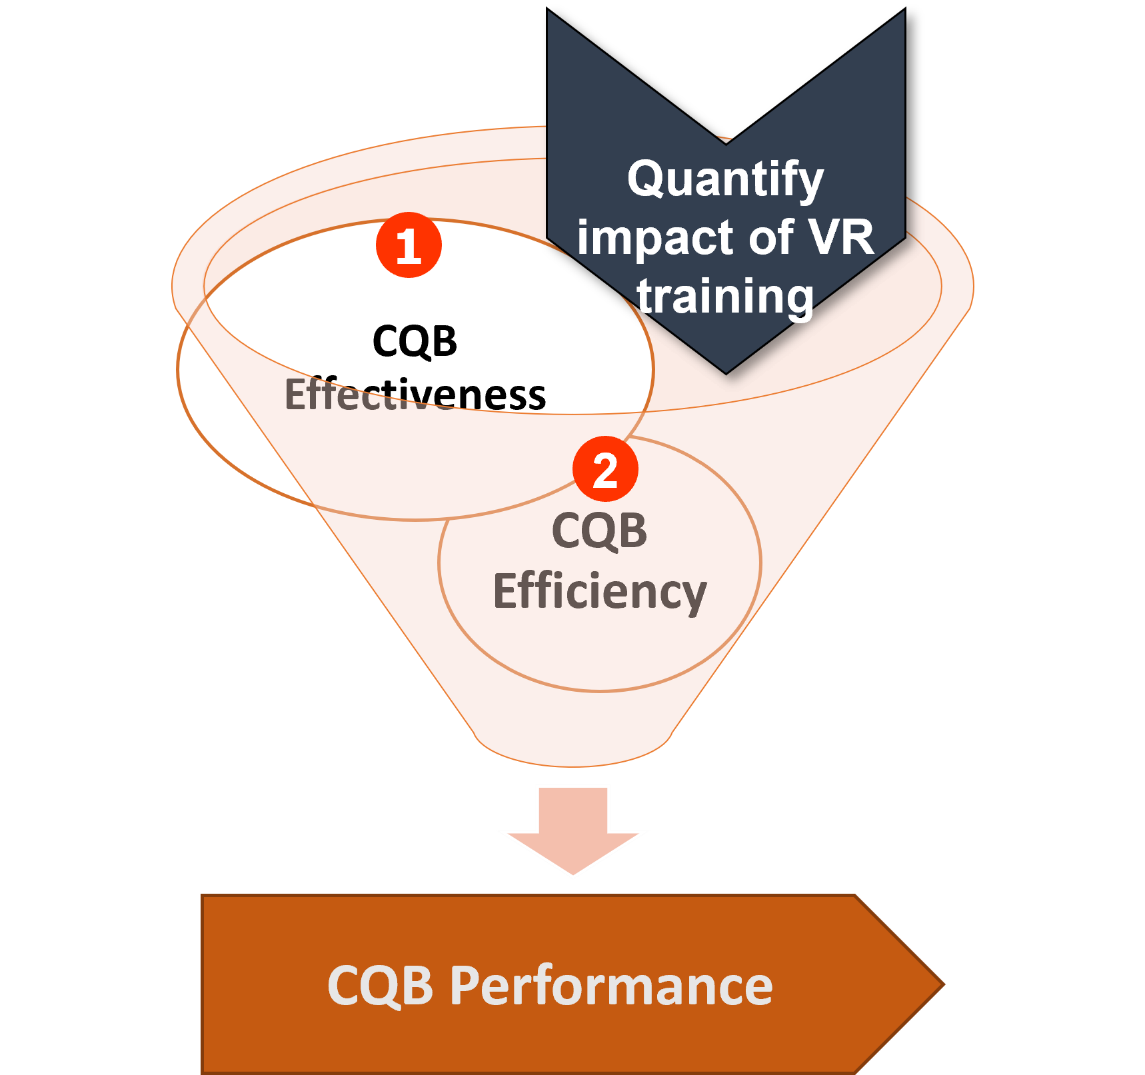 Quantify
impact of VR
training
1
CQB
Effectiveness
2
CQB
Efficiency
CQB Performance